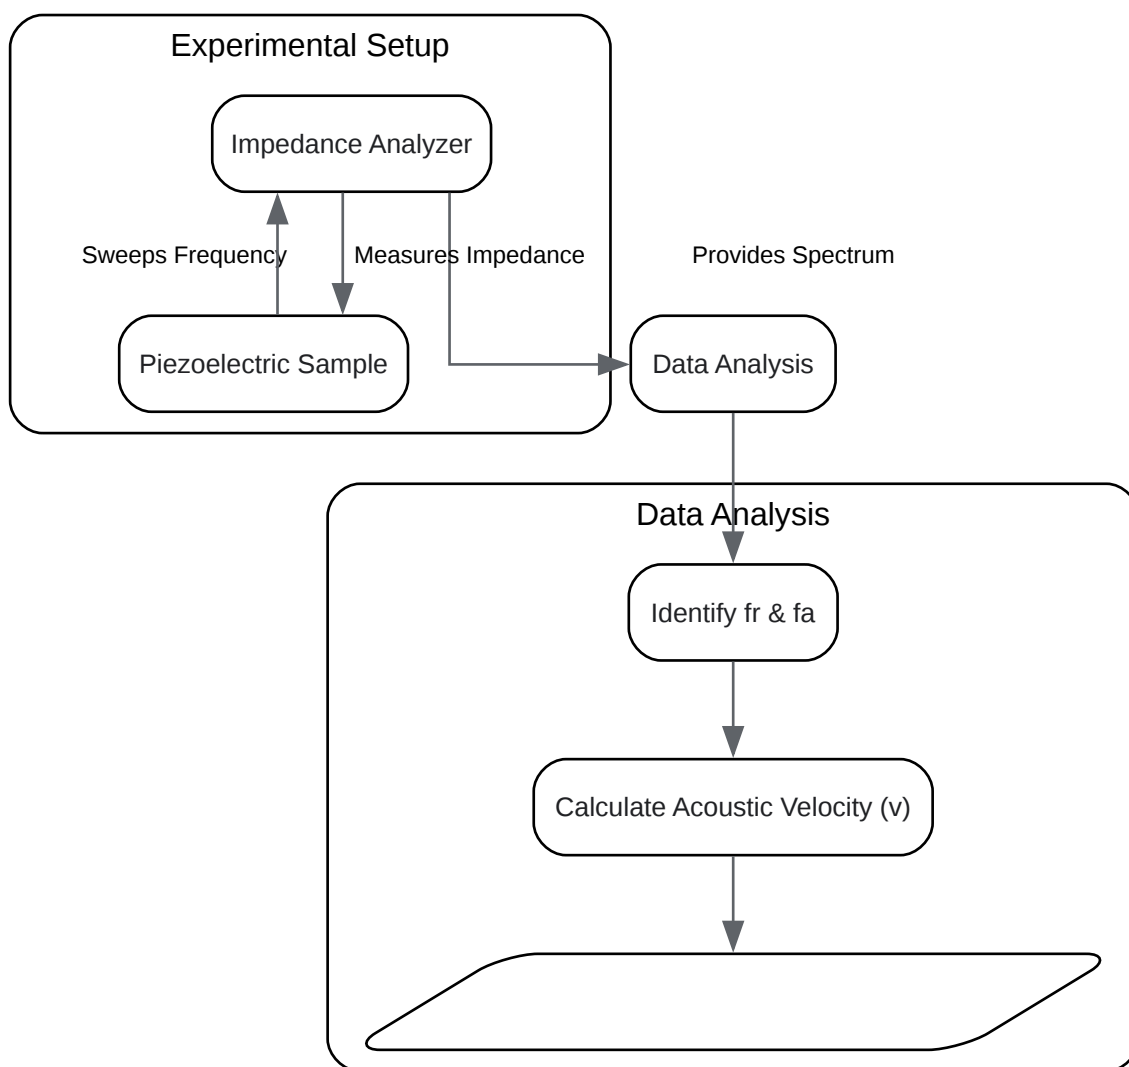 Experimental Setup
Impedance Analyzer
Sweeps Frequency
Measures Impedance
Provides Spectrum
Piezoelectric Sample
Data Analysis
Data Analysis
Identify fr & fa
Calculate Acoustic Velocity (v)